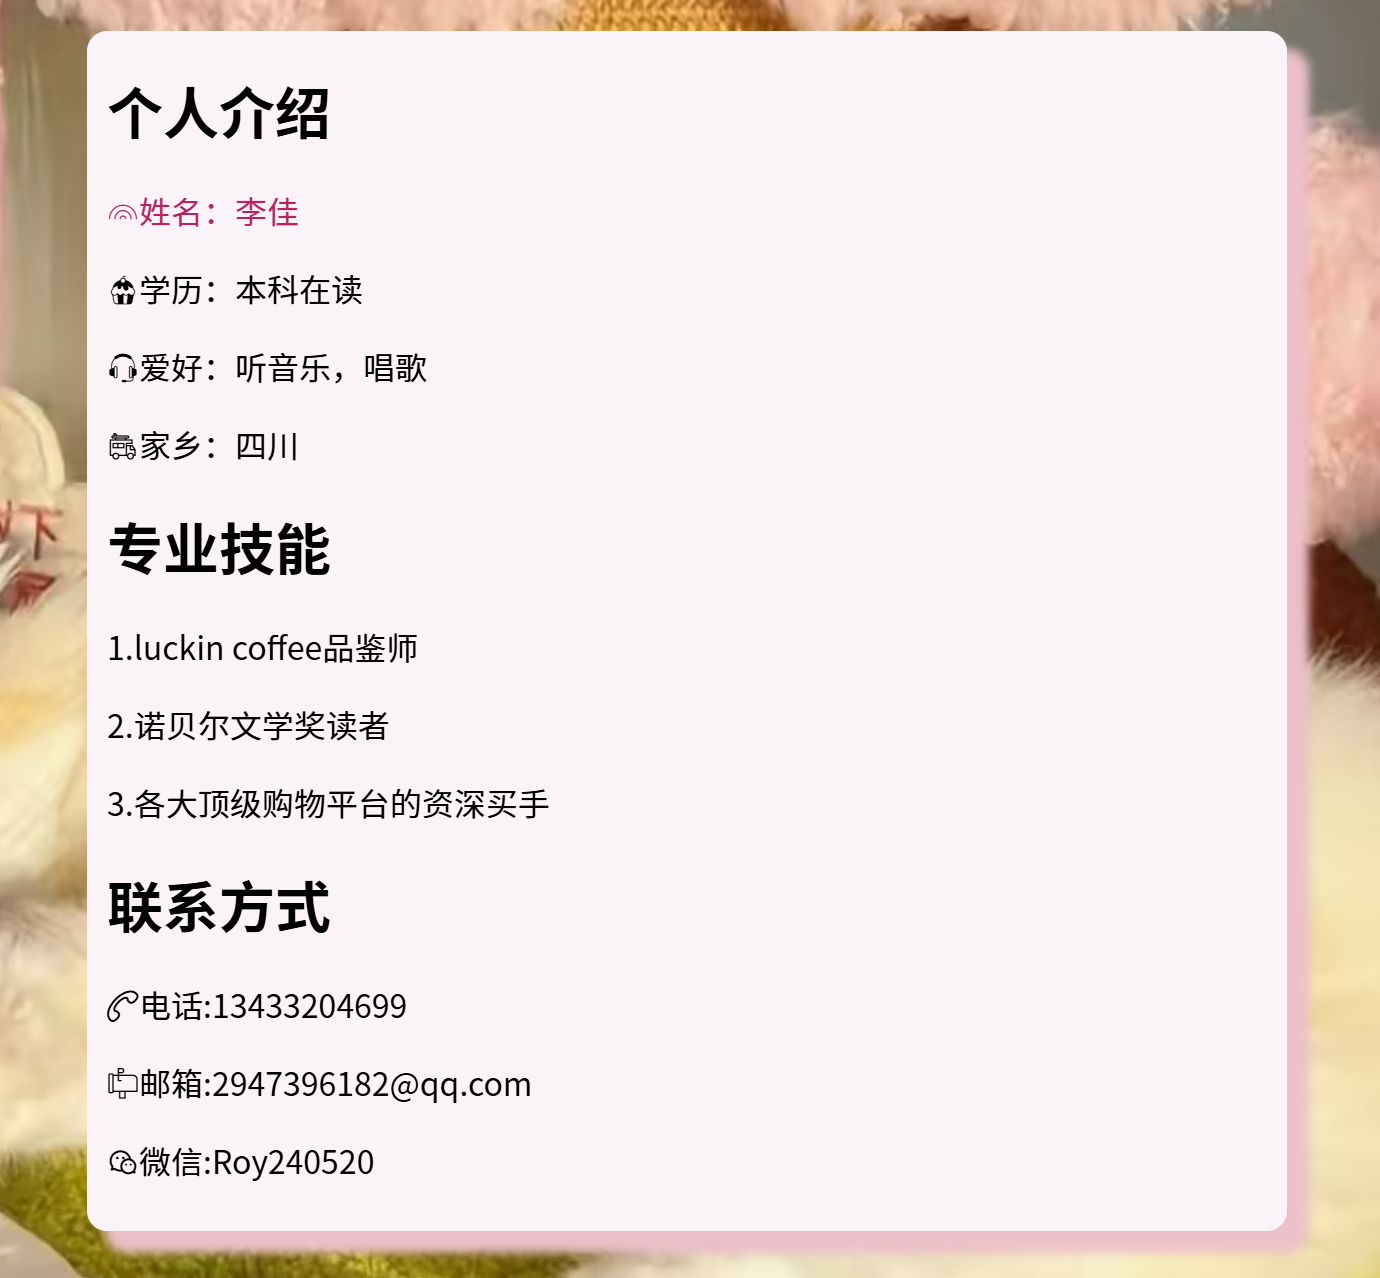 个人介绍
姓名：李佳
学历：本科在读
爱好：听音乐，唱歌
家乡：四川
专业技能
1.luckin coffee品鉴师
2.诺贝尔文学奖读者
3.各大顶级购物平台的资深买手
联系方式
电话:13433204699
邮箱:2947396182@qq.com
微信:Roy240520